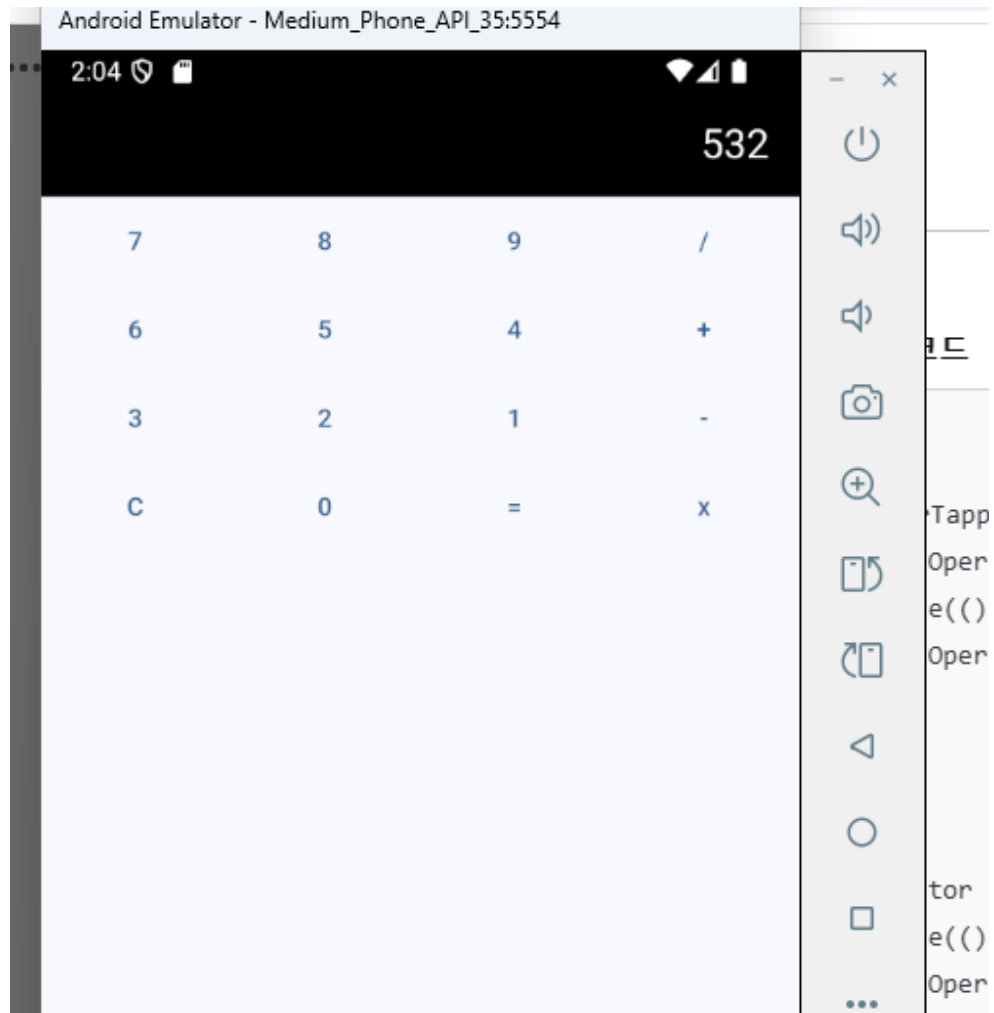 Android Emulator - Medium_Phone_API_35:5554
2:04
532
7 8 9 /
6 5 4 +
3 2 1 -
C 0 = x
드
Tapp
Oper
e(()
Oper
tor
e(()
Oper